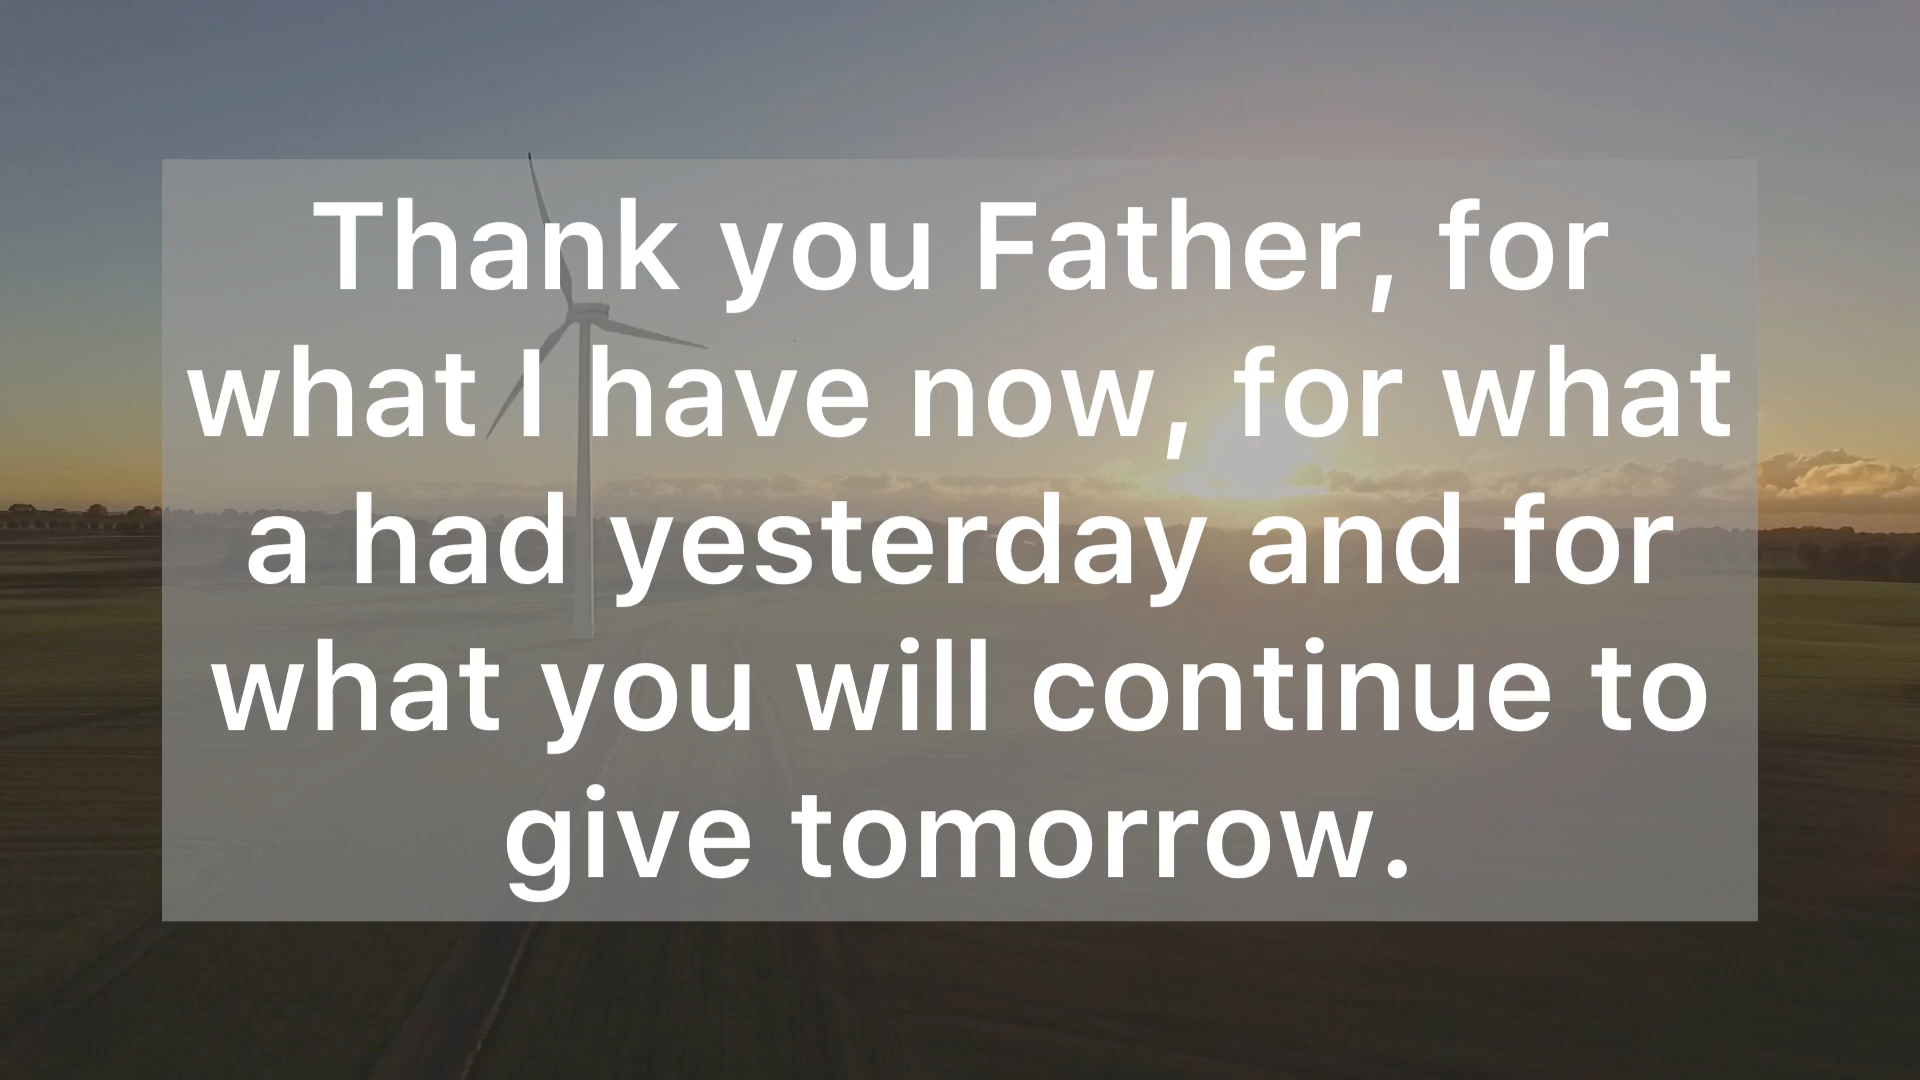 Thank you Father, for
what I have now, for what
a had yesterday and for
what you will continue to
give tomorrow.